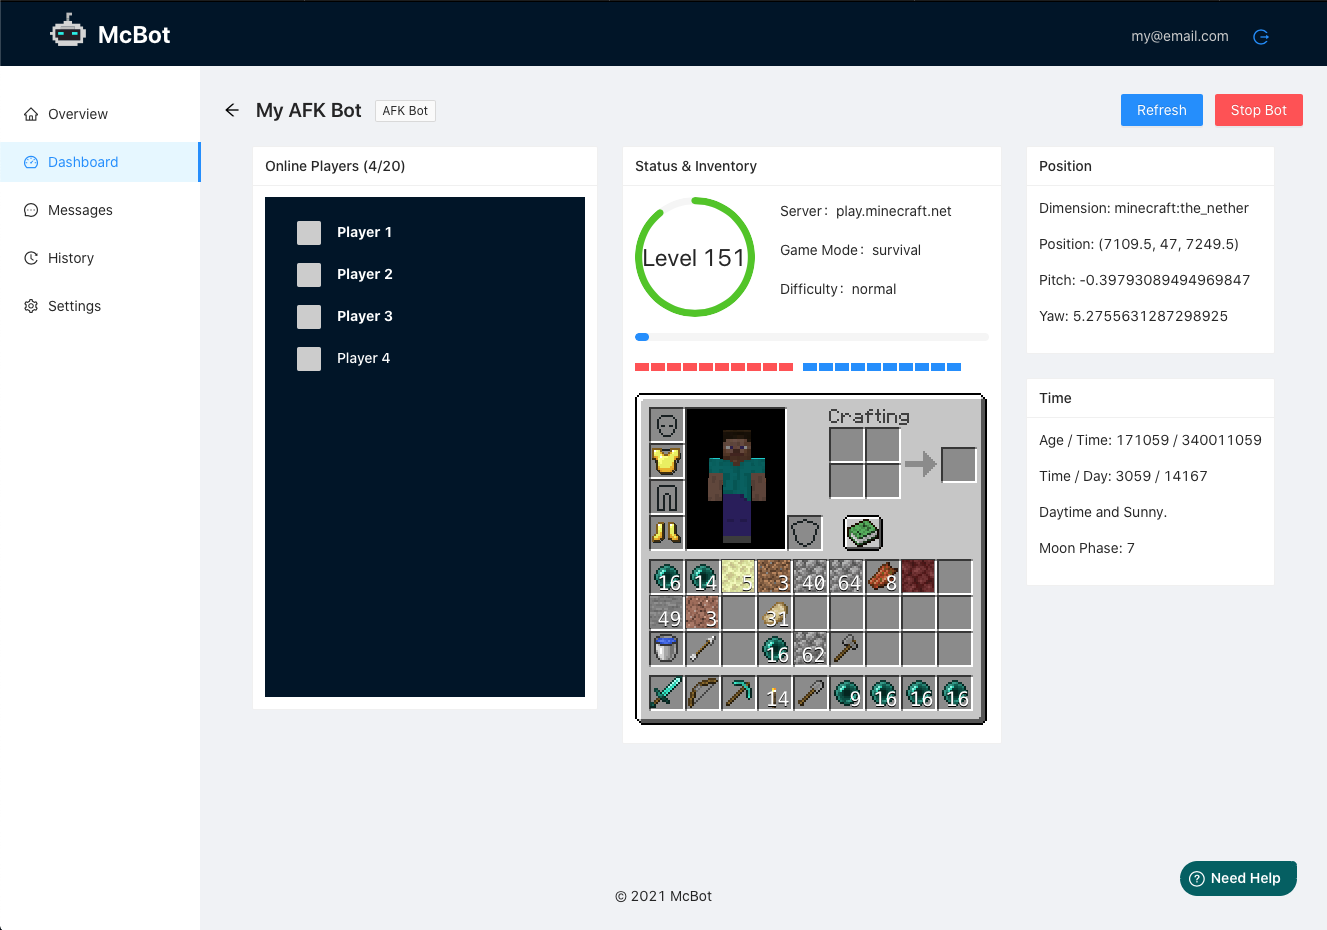 McBot
my@email.com
Overview
Dashboard
Messages
History
Settings
My AFK Bot
AFK Bot
Refresh
Stop Bot
Online Players (4/20)
Player 1
Player 2
Player 3
Player 4
Status & Inventory
Level 151
Server: play.minecraft.net
Game Mode: survival
Difficulty: normal
Crafting
16 14 5 3 40 64 8
49 3 31
16 62
14 9 16 16 16
Position
Dimension: minecraft:the_nether
Position: (7109.5, 47, 7249.5)
Pitch: -0.39793089494969847
Yaw: 5.2755631287298925
Time
Age / Time: 171059 / 340011059
Time / Day: 3059 / 14167
Daytime and Sunny.
Moon Phase: 7
Need Help
© 2021 McBot